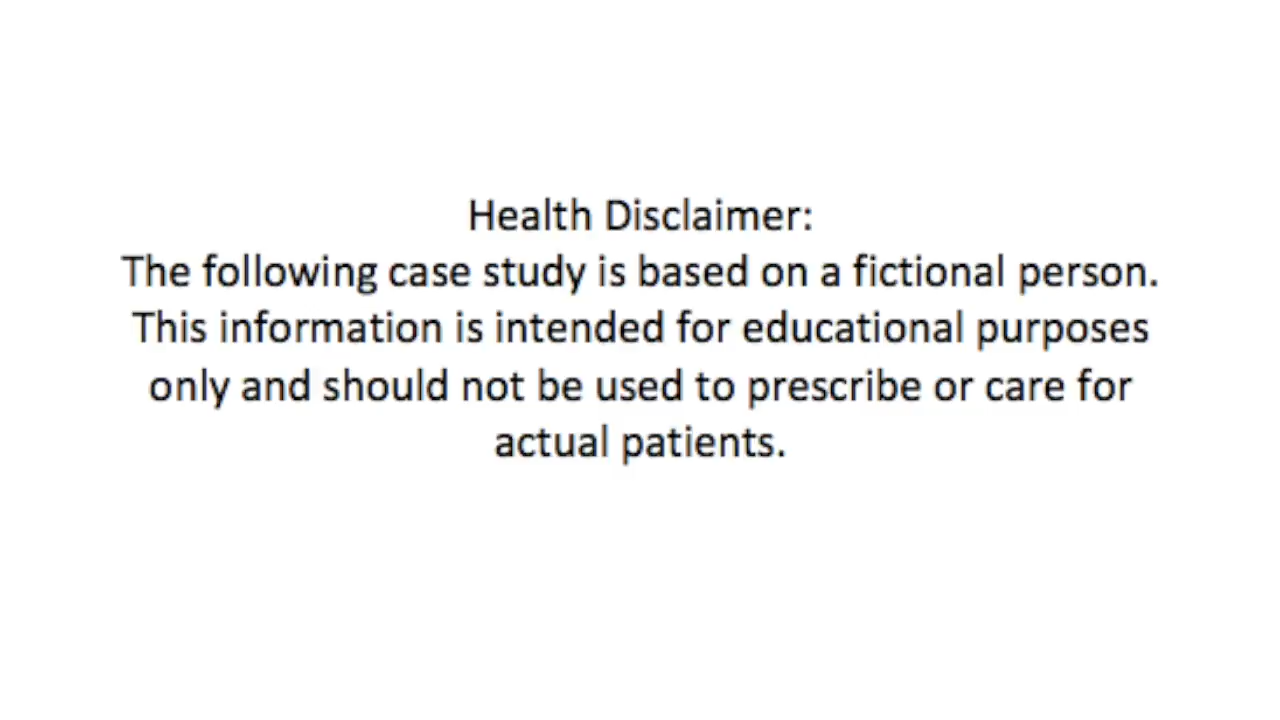 Health Disclaimer:
The following case study is based on a fictional person.
This information is intended for educational purposes
only and should not be used to prescribe or care for
actual patients.